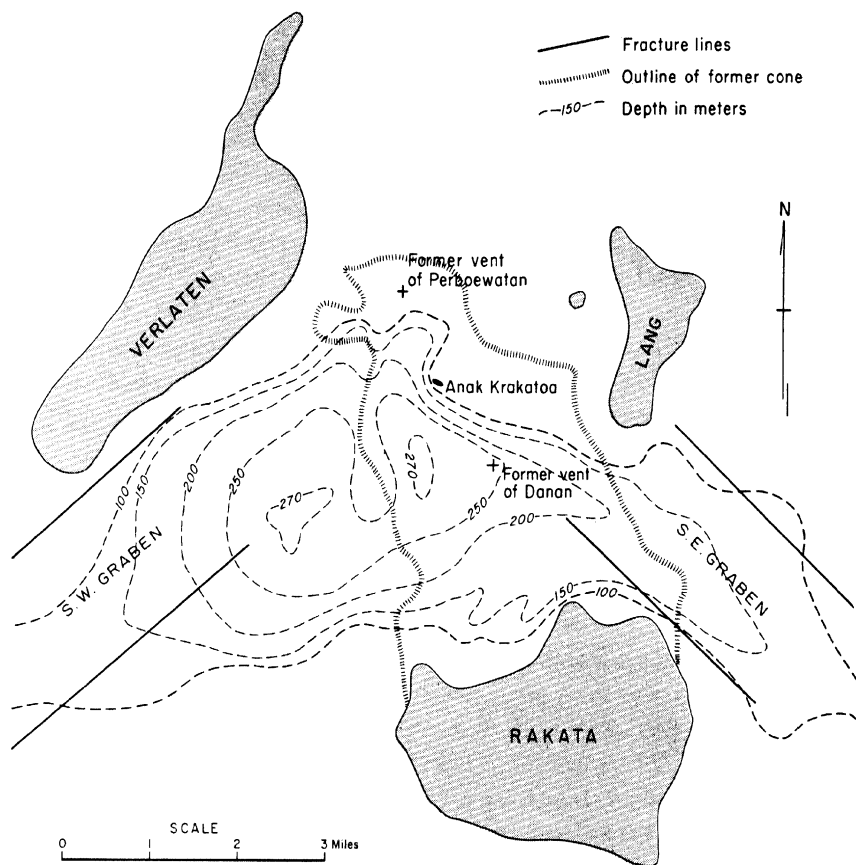 Fracture lines
Outline of former cone
150 Depth in meters
N
Former vent
of Perboewatan
VERLATEN
LANG
Anak Krakatoa
Former vent
of Danan
100
150
200
250
270
270
250
200
S.W. GRABEN
S.E. GRABEN
150
100
RAKATA
SCALE
0 1 2 3 Miles